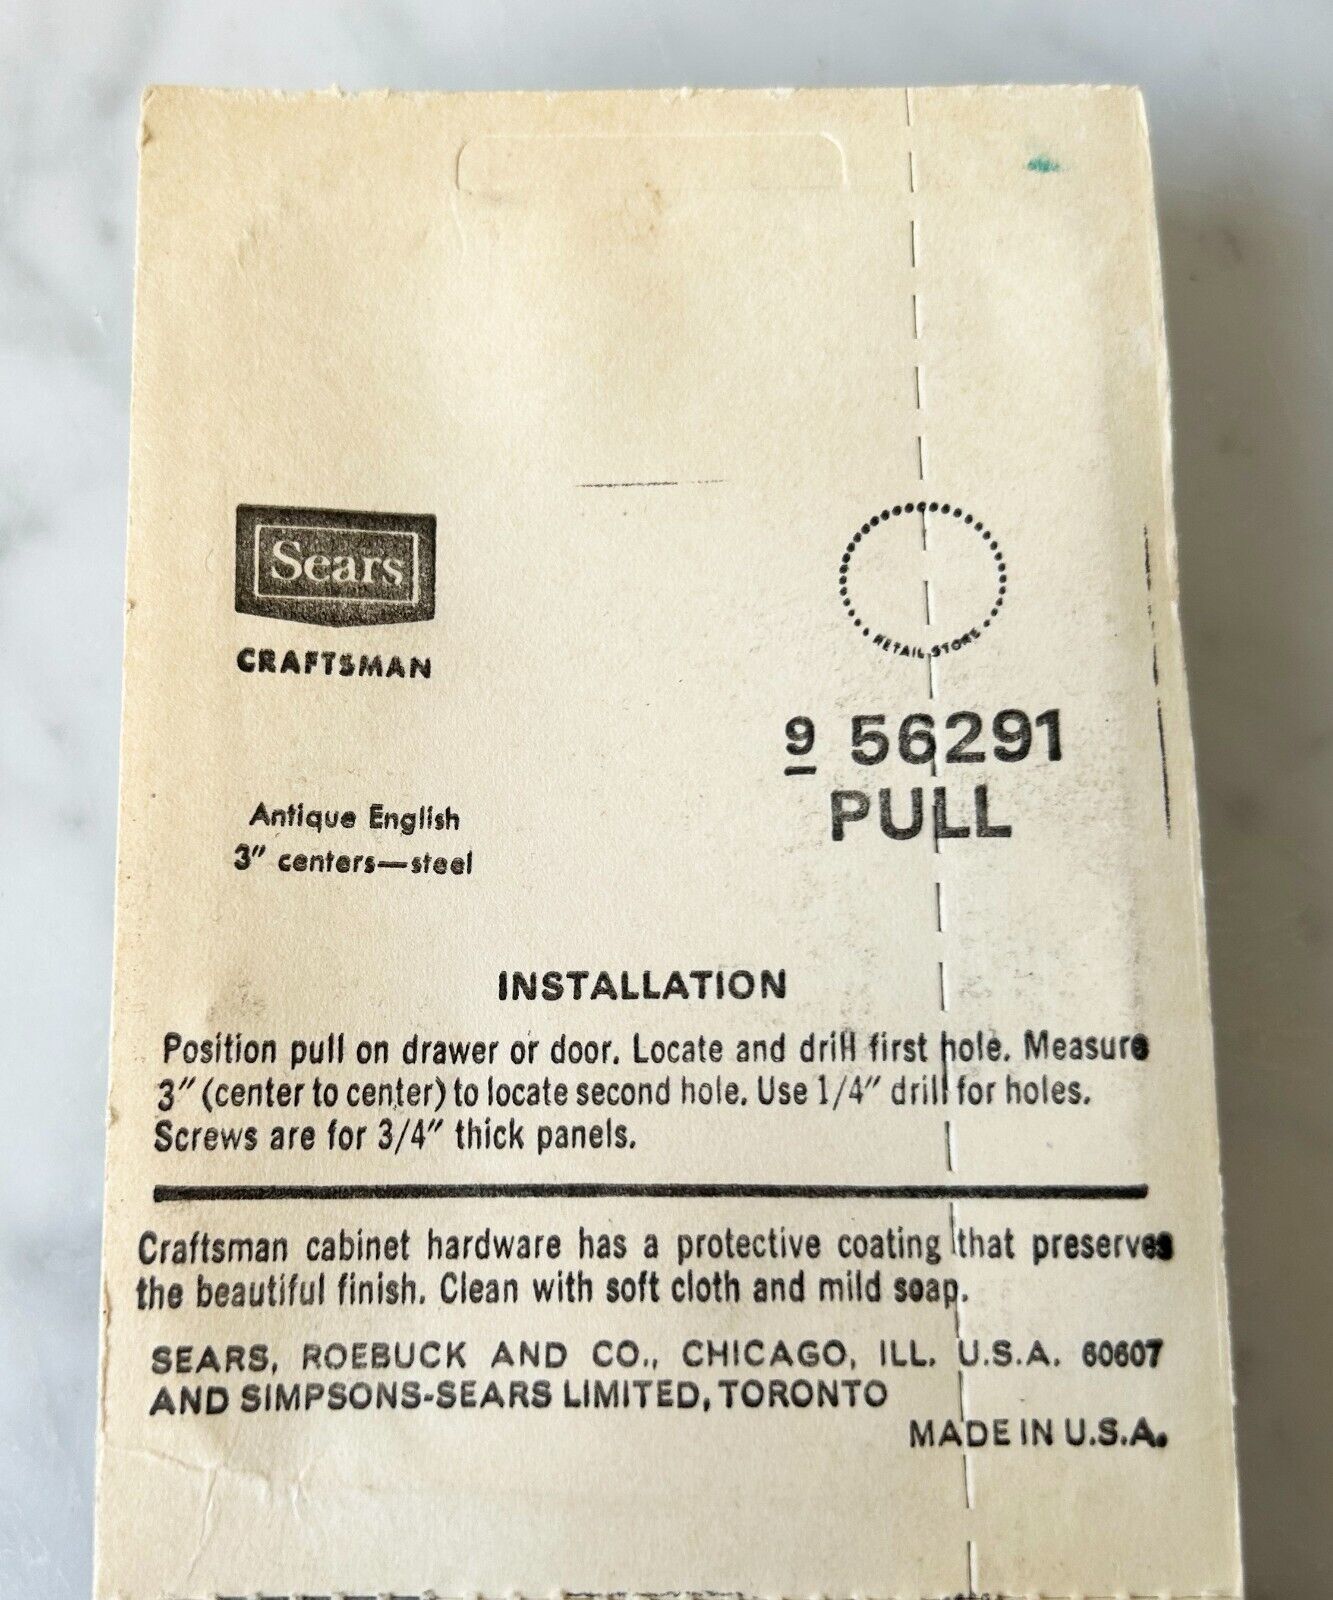 Sears
CRAFTSMAN
RETAIL STORE
9 56291
PULL
Antique English
3" centers—steel
INSTALLATION
Position pull on drawer or door. Locate and drill first hole. Measure
3" (center to center) to locate second hole. Use 1/4" drill for holes.
Screws are for 3/4" thick panels.
Craftsman cabinet hardware has a protective coating that preserves
the beautiful finish. Clean with soft cloth and mild soap.
SEARS, ROEBUCK AND CO., CHICAGO, ILL. U.S.A. 60607
AND SIMPSONS-SEARS LIMITED, TORONTO
MADE IN U.S.A.